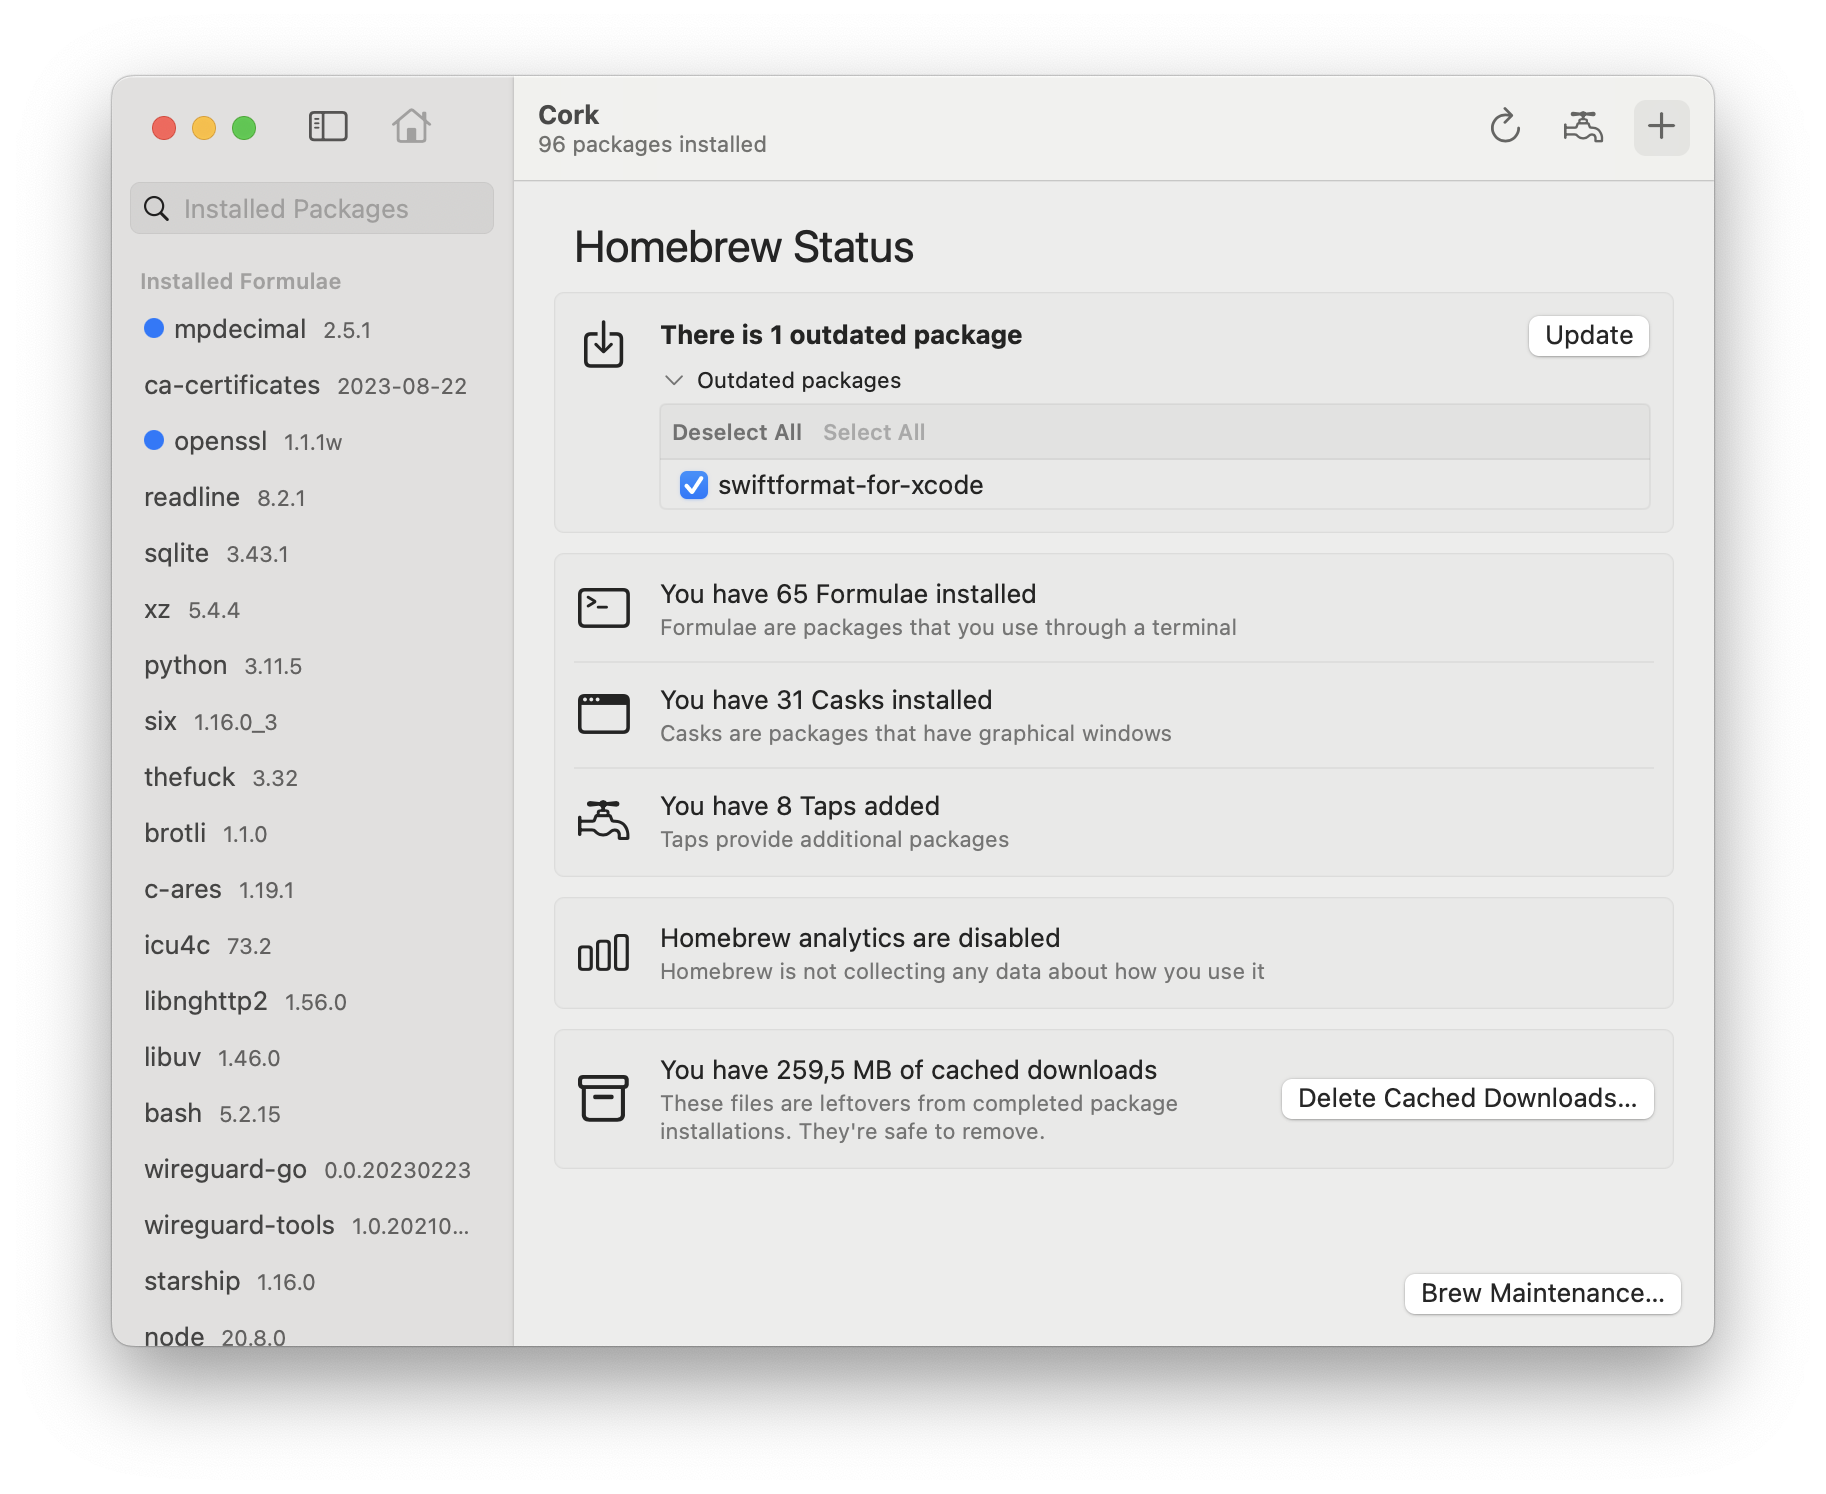 Cork
96 packages installed
Installed Packages
Installed Formulae
mpdecimal 2.5.1
ca-certificates 2023-08-22
openssl 1.1.1w
readline 8.2.1
sqlite 3.43.1
xz 5.4.4
python 3.11.5
six 1.16.0_3
thefuck 3.32
brotli 1.1.0
c-ares 1.19.1
icu4c 73.2
libnghttp2 1.56.0
libuv 1.46.0
bash 5.2.15
wireguard-go 0.0.20230223
wireguard-tools 1.0.20210...
starship 1.16.0
node 20.8.0
Homebrew Status
There is 1 outdated package
Update
Outdated packages
Deselect All Select All
swiftformat-for-xcode
You have 65 Formulae installed
Formulae are packages that you use through a terminal
You have 31 Casks installed
Casks are packages that have graphical windows
You have 8 Taps added
Taps provide additional packages
Homebrew analytics are disabled
Homebrew is not collecting any data about how you use it
You have 259,5 MB of cached downloads
These files are leftovers from completed package
installations. They're safe to remove.
Delete Cached Downloads...
Brew Maintenance...